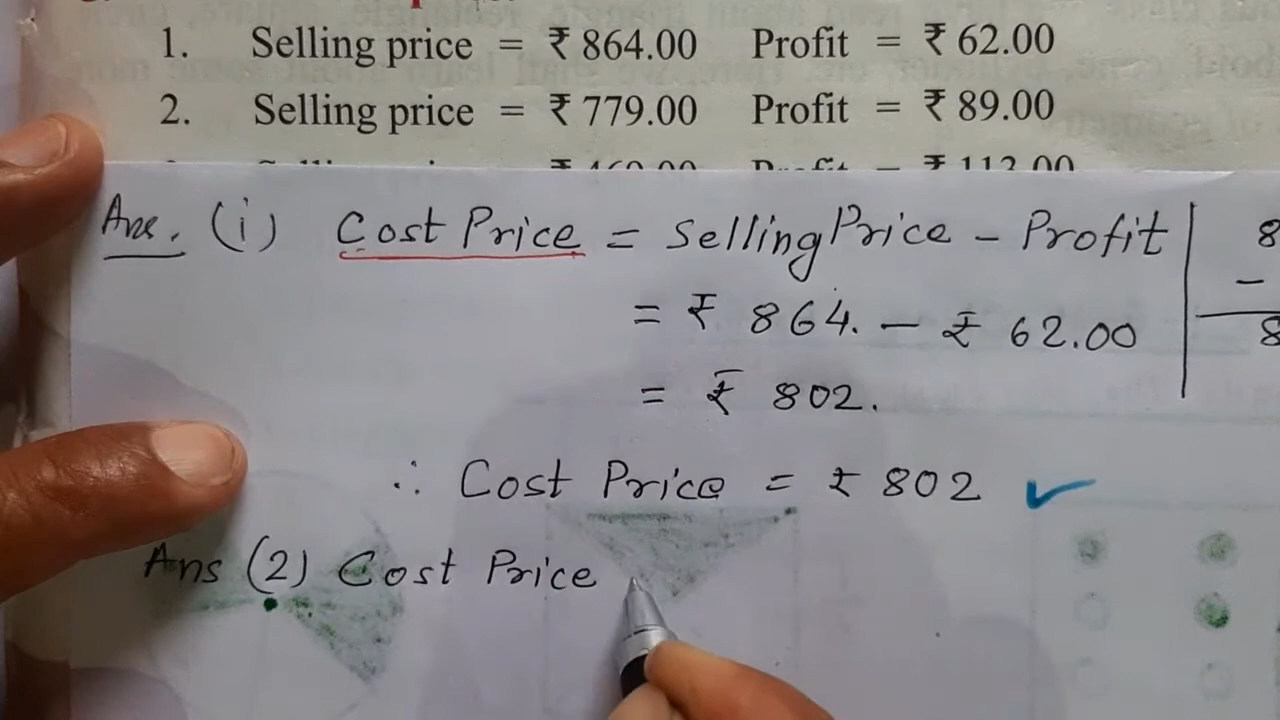 1. Selling price = ₹ 864.00 Profit = ₹ 62.00
2. Selling price = ₹ 779.00 Profit = ₹ 89.00
Ans. (i) Cost Price = Selling Price - Profit
= ₹ 864. - ₹ 62.00
= ₹ 802.
∴ Cost Price = ₹ 802 ✓
Ans (2) Cost Price